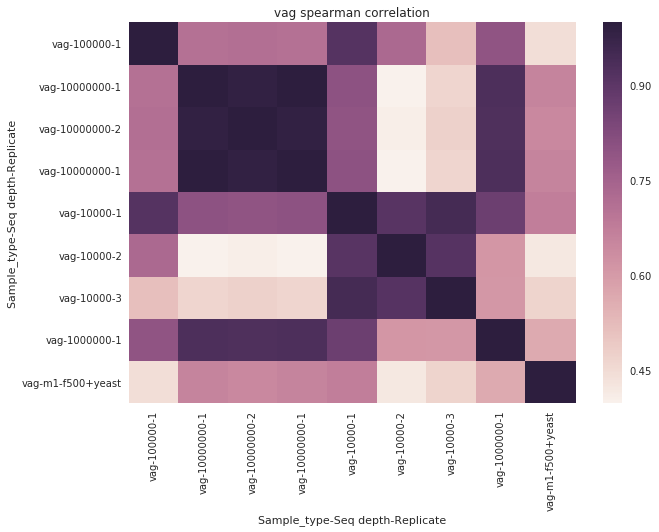 vag spearman correlation
vag-100000-1
vag-10000000-1
vag-10000000-2
vag-10000000-1
vag-10000-1
vag-10000-2
vag-10000-3
vag-1000000-1
vag-m1-f500+yeast
Sample_type-Seq depth-Replicate
0.90
0.75
0.60
0.45
vag-100000-1
vag-10000000-1
vag-10000000-2
vag-10000000-1
vag-10000-1
vag-10000-2
vag-10000-3
vag-1000000-1
vag-m1-f500+yeast
Sample_type-Seq depth-Replicate